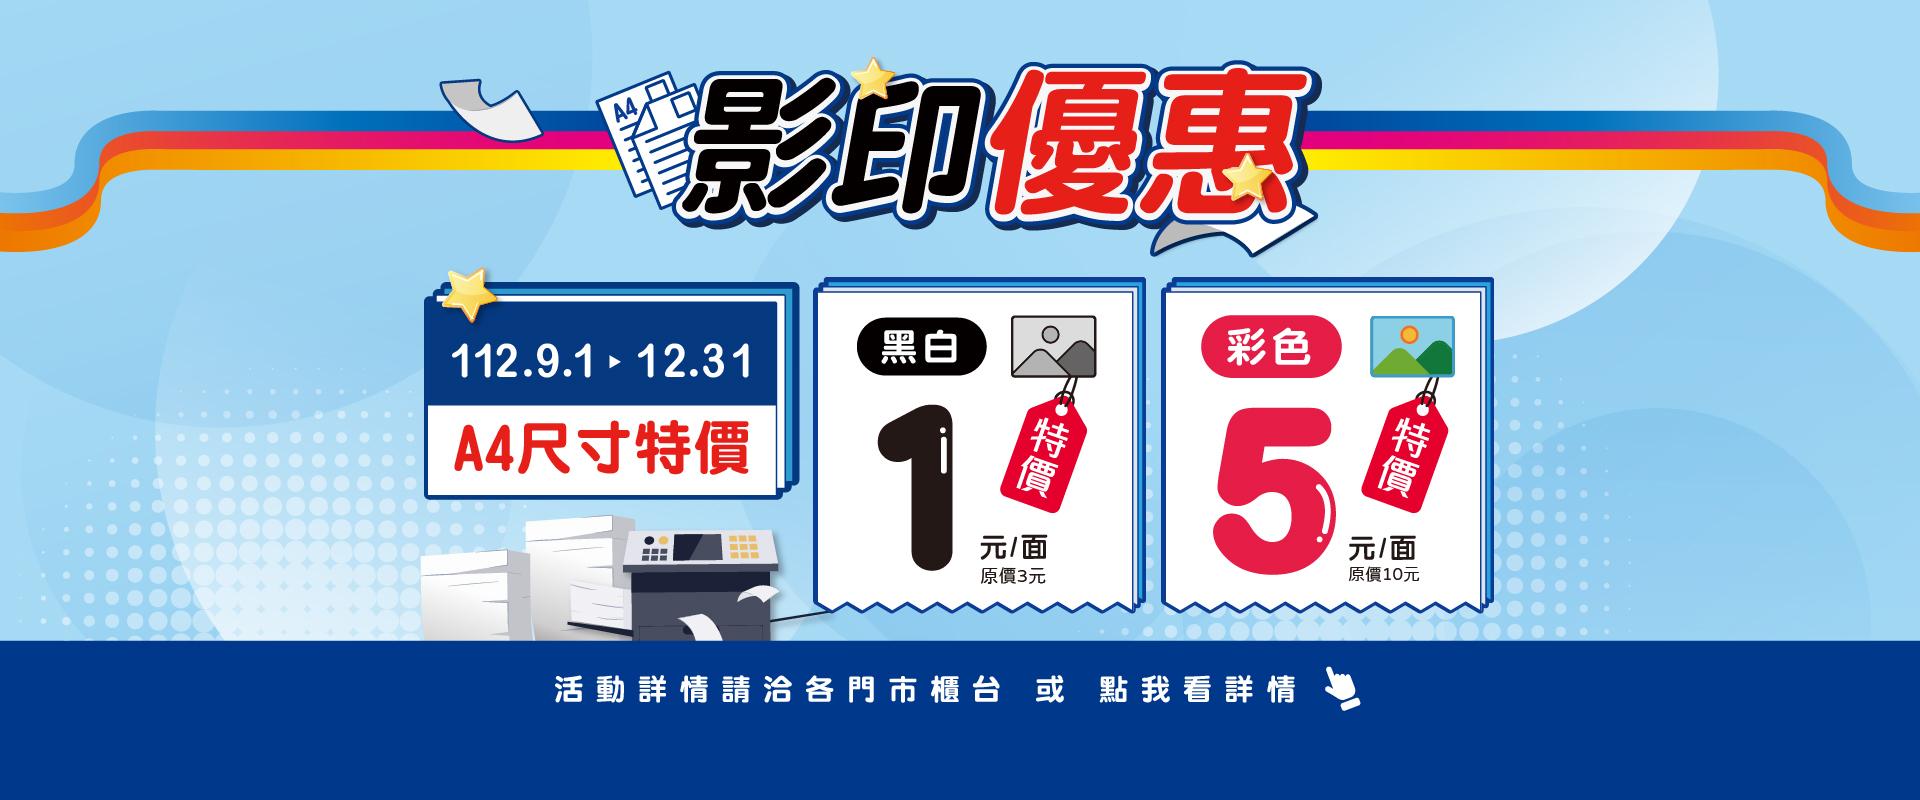 A4
影印優惠
112.9.1▸12.31
A4尺寸特價
黑白
特價
1
元/面
原價3元
彩色
特價
5
元/面
原價10元
活動詳情請洽各門市櫃台 或 點我看詳情